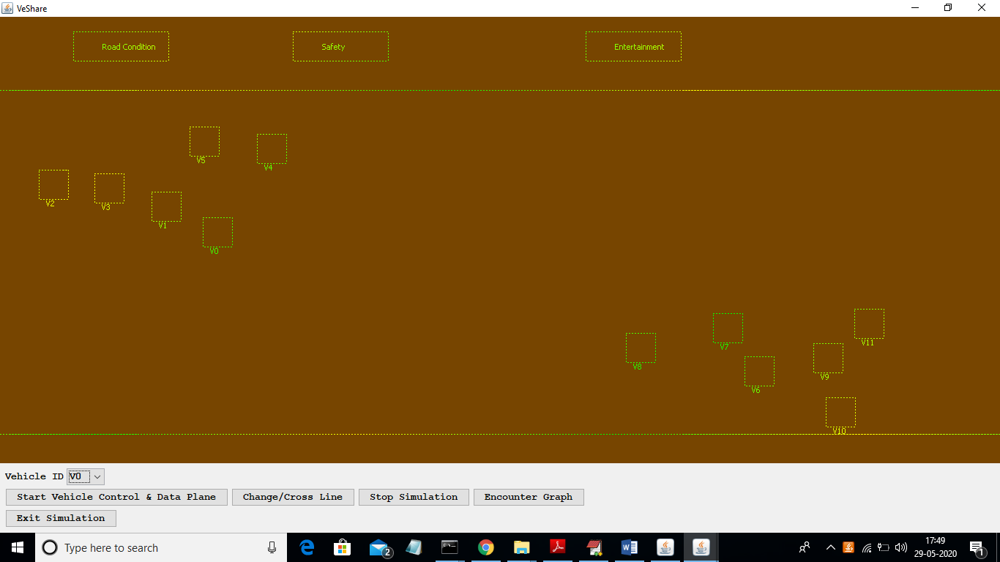 VeShare
Road Condition
Safety
Entertainment
V5
V4
V2
V3
V1
V0
V11
V7
V8
V9
V6
V10
Vehicle ID V0
Start Vehicle Control & Data Plane Change/Cross Line Stop Simulation Encounter Graph
Exit Simulation
Type here to search
2
17:49
29-05-2020
1